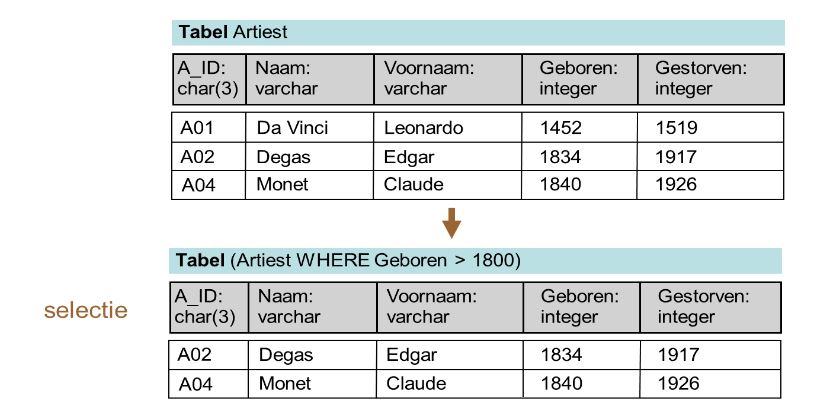 Tabel Artiest
A_ID: Naam: Voornaam: Geboren: Gestorven:
char(3) varchar varchar integer integer
A01 Da Vinci Leonardo 1452 1519
A02 Degas Edgar 1834 1917
A04 Monet Claude 1840 1926
Tabel (Artiest WHERE Geboren > 1800)
selectie
A_ID: Naam: Voornaam: Geboren: Gestorven:
char(3) varchar varchar integer integer
A02 Degas Edgar 1834 1917
A04 Monet Claude 1840 1926